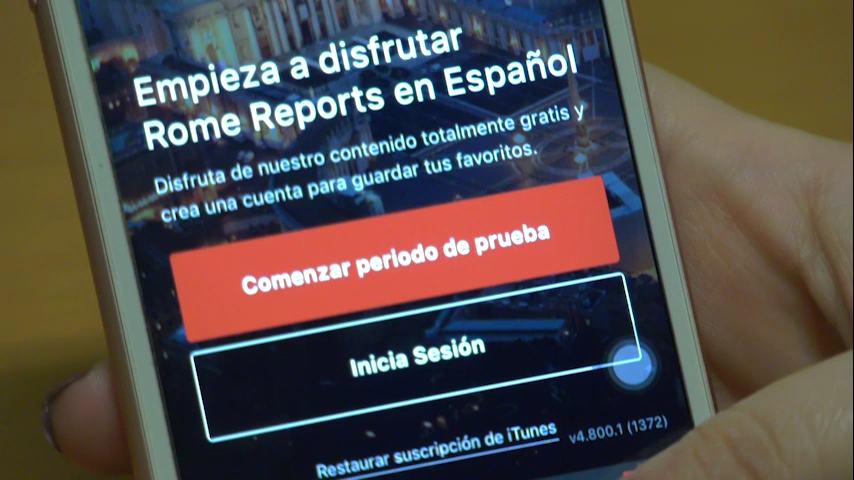 Empieza a disfrutar
Rome Reports en Español
Disfruta de nuestro contenido totalmente gratis y
crea una cuenta para guardar tus favoritos.
Comenzar periodo de prueba
Inicia Sesión
Restaurar suscripción de iTunes
v4.800.1 (1372)